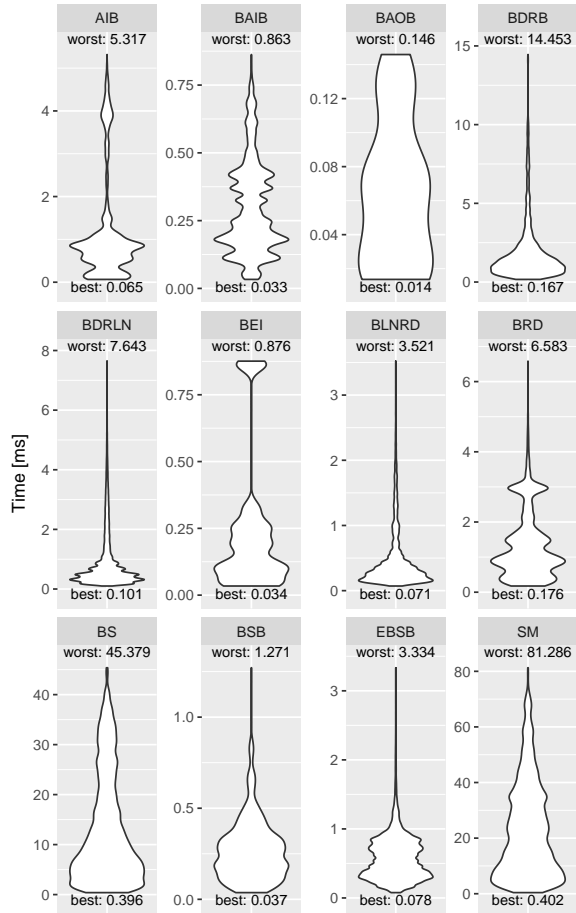 AIB
BAIB
BAOB
BDRB
worst: 5.317
worst: 0.863
worst: 0.146
worst: 14.453
4
2
0
0.75
0.50
0.25
0.00
0.12
0.08
0.04
15
10
5
0
best: 0.065
best: 0.033
best: 0.014
best: 0.167
BDRLN
BEI
BLNRD
BRD
worst: 7.643
worst: 0.876
worst: 3.521
worst: 6.583
Time [ms]
8
6
4
2
0
0.75
0.50
0.25
0.00
3
2
1
0
6
4
2
0
best: 0.101
best: 0.034
best: 0.071
best: 0.176
BS
BSB
EBSB
SM
worst: 45.379
worst: 1.271
worst: 3.334
worst: 81.286
40
30
20
10
0
1.0
0.5
0.0
3
2
1
0
80
60
40
20
0
best: 0.396
best: 0.037
best: 0.078
best: 0.402